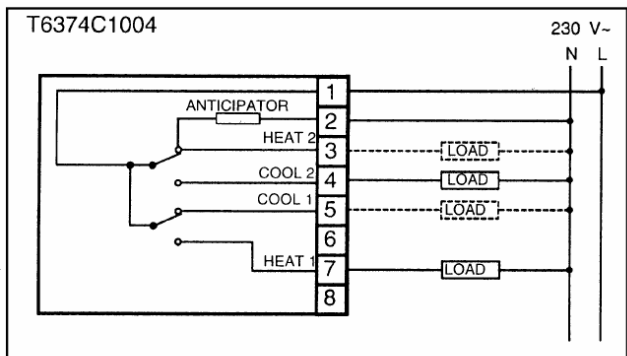 T6374C1004
230 V~
N L
1
ANTICIPATOR
2
HEAT 2
3 LOAD
COOL 2
4 LOAD
COOL 1
5 LOAD
6
HEAT 1
7 LOAD
8